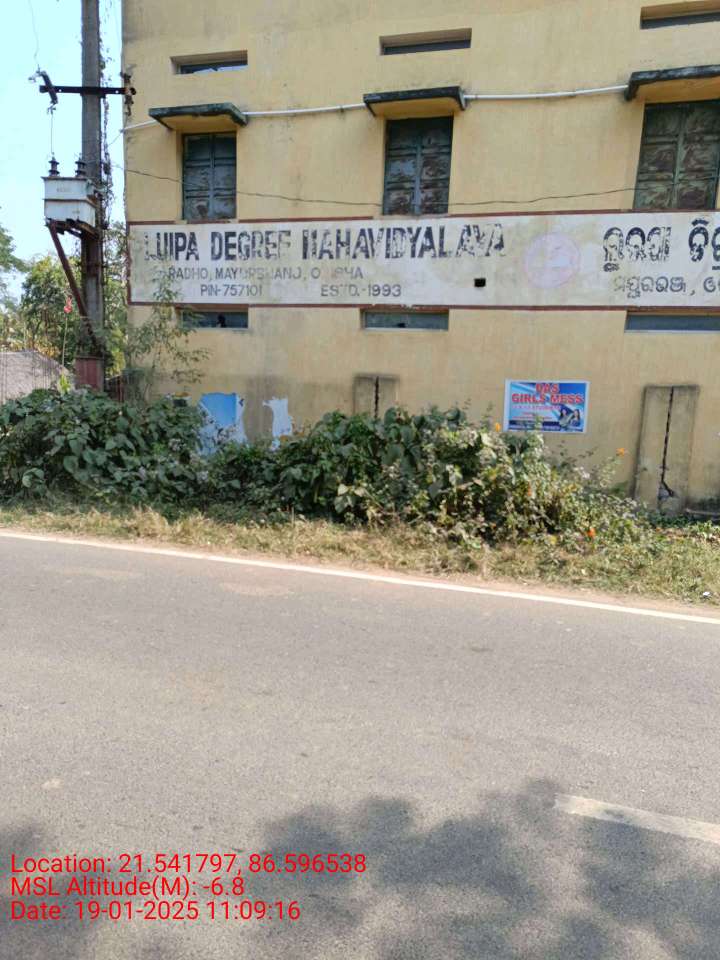 LUIPA DEGREE MAHAVIDYALAYA
RADHO, MAYURBHANJ, ODISHA
PIN-757101 ESTD.-1993
ମୟୂରଭଞ୍ଜ,
DAS
GIRLS MESS
Location: 21.541797, 86.596538
MSL Altitude(M): -6.8
Date: 19-01-2025 11:09:16